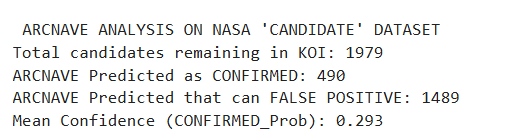 ARCNAVE ANALYSIS ON NASA 'CANDIDATE' DATASET
Total candidates remaining in KOI: 1979
ARCNAVE Predicted as CONFIRMED: 490
ARCNAVE Predicted that can FALSE POSITIVE: 1489
Mean Confidence (CONFIRMED_Prob): 0.293